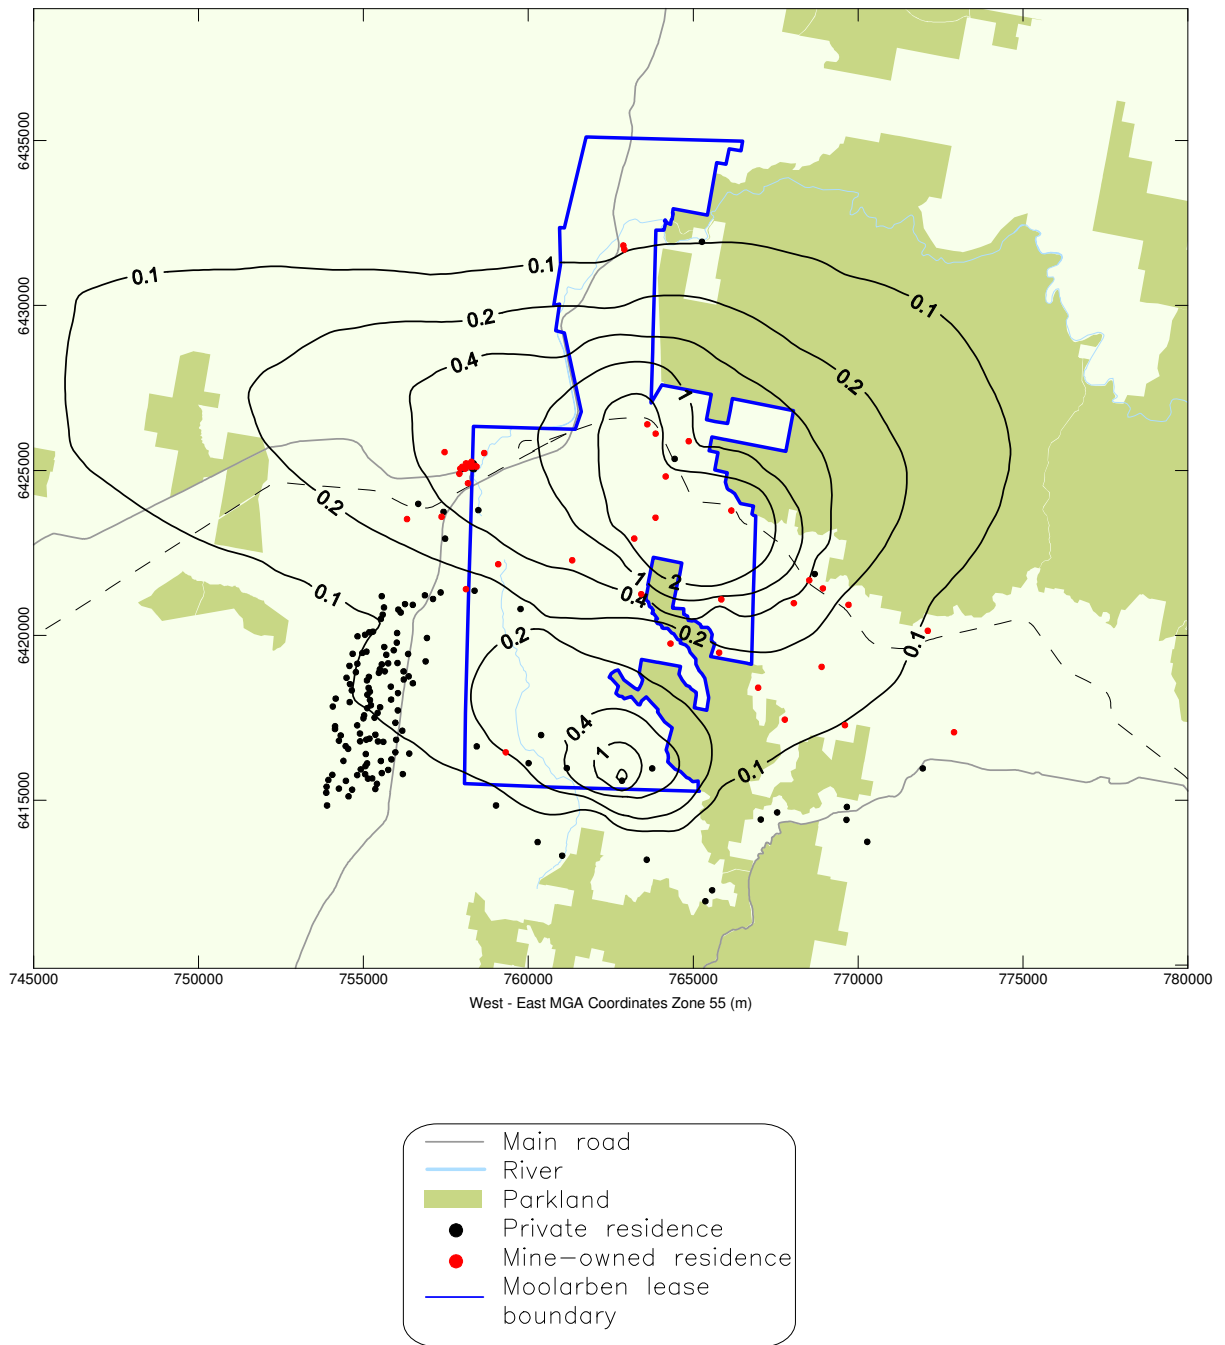 6435000
6430000
6425000
6420000
6415000
0.1
0.1
0.1
0.2
0.2
0.4
1
0.2
0.1
1
2
0.4
0.2
0.2
0.1
0.4
1
0.1
745000 750000 755000 760000 765000 770000 775000 780000
West - East MGA Coordinates Zone 55 (m)
Main road
River
Parkland
Private residence
Mine-owned residence
Moolarben lease
boundary